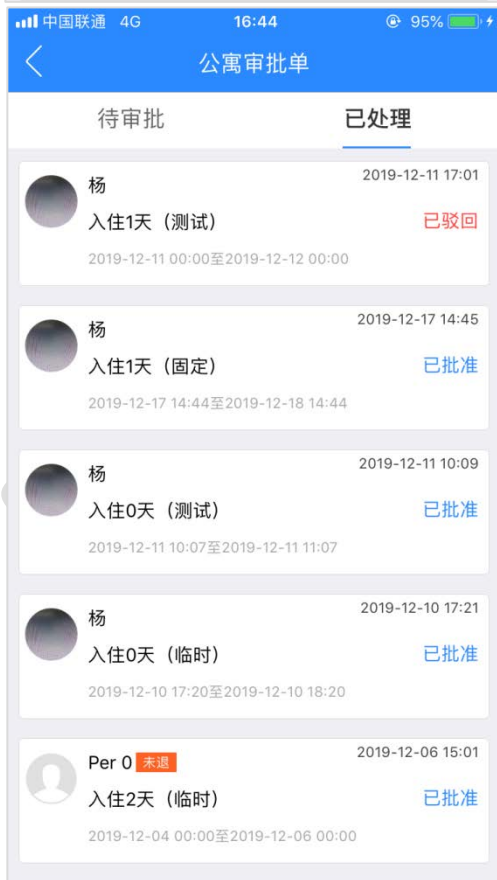 中国联通 4G 16:44 95%
公寓审批单
待审批 已处理
杨 2019-12-11 17:01
入住1天（测试） 已驳回
2019-12-11 00:00至2019-12-12 00:00
杨 2019-12-17 14:45
入住1天（固定） 已批准
2019-12-17 14:44至2019-12-18 14:44
杨 2019-12-11 10:09
入住0天（测试） 已批准
2019-12-11 10:07至2019-12-11 11:07
杨 2019-12-10 17:21
入住0天（临时） 已批准
2019-12-10 17:20至2019-12-10 18:20
Per 0 未退 2019-12-06 15:01
入住2天（临时） 已批准
2019-12-04 00:00至2019-12-06 00:00